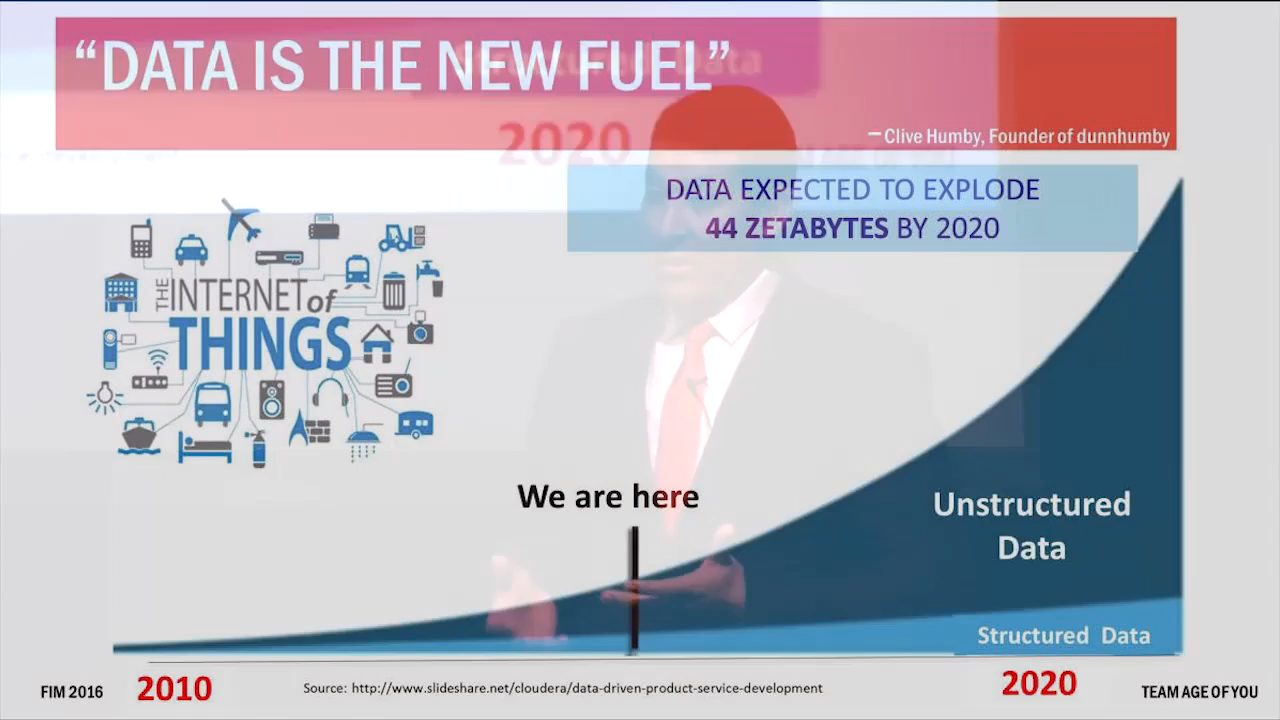 “DATA IS THE NEW FUEL”
Data
2020
— Clive Humby, Founder of dunnhumby
DATA EXPECTED TO EXPLODE
44 ZETABYTES BY 2020
THE INTERNET of
THINGS
We are here
Unstructured
Data
Structured Data
FIM 2016
2010
Source: http://www.slideshare.net/cloudera/data-driven-product-service-development
2020
TEAM AGE OF YOU